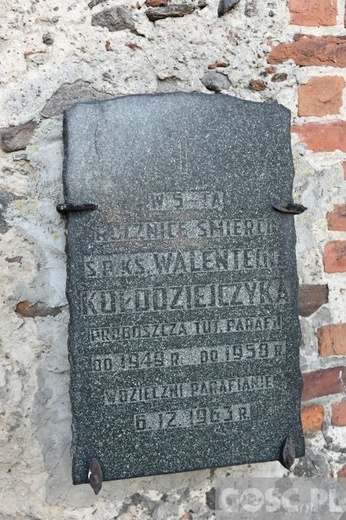 W 5-TĄ
ROCZNICĘ ŚMIERCI
Ś.P. KS. WALENTEGO
KOŁODZIEJCZYKA
PROBOSZCZA TUT. PARAFII
OD 1949 R. DO 1958 R.
WDZIĘCZNI PARAFIANIE
6.12.1963 R.
GOSC.PL